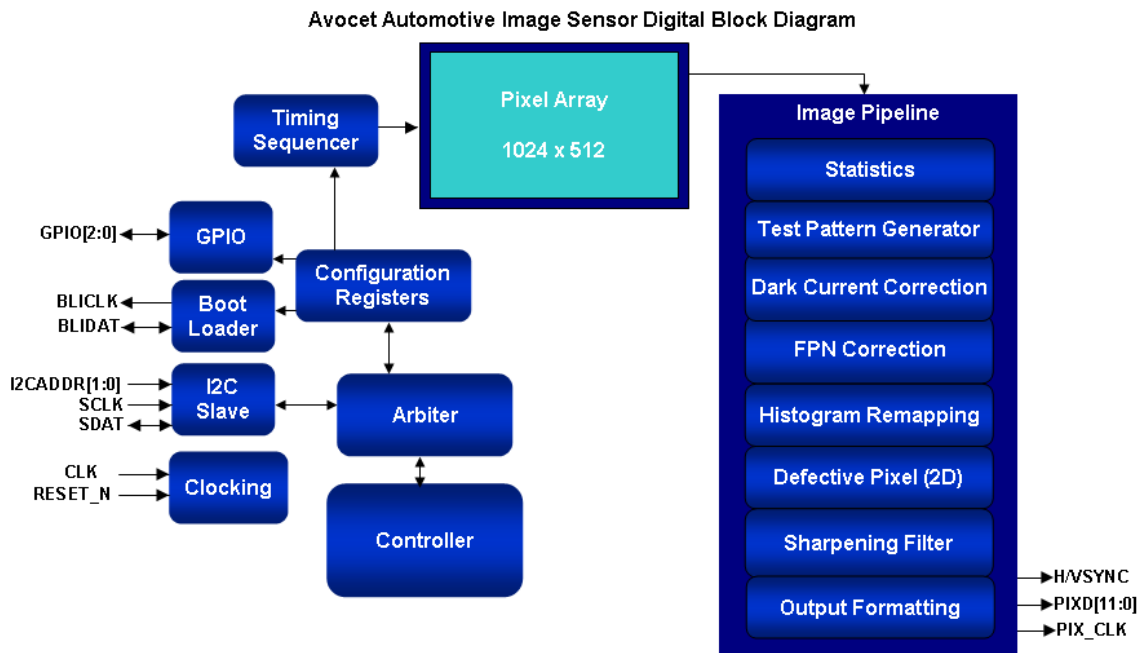 Avocet Automotive Image Sensor Digital Block Diagram
Pixel Array
1024 x 512
Timing
Sequencer
GPIO[2:0]
GPIO
Configuration
Registers
BLICLK
BLIDAT
Boot
Loader
I2CADDR[1:0]
SCLK
SDAT
I2C
Slave
Arbiter
CLK
RESET_N
Clocking
Controller
Image Pipeline
Statistics
Test Pattern Generator
Dark Current Correction
FPN Correction
Histogram Remapping
Defective Pixel (2D)
Sharpening Filter
Output Formatting
H/VSYNC
PIXD[11:0]
PIX_CLK